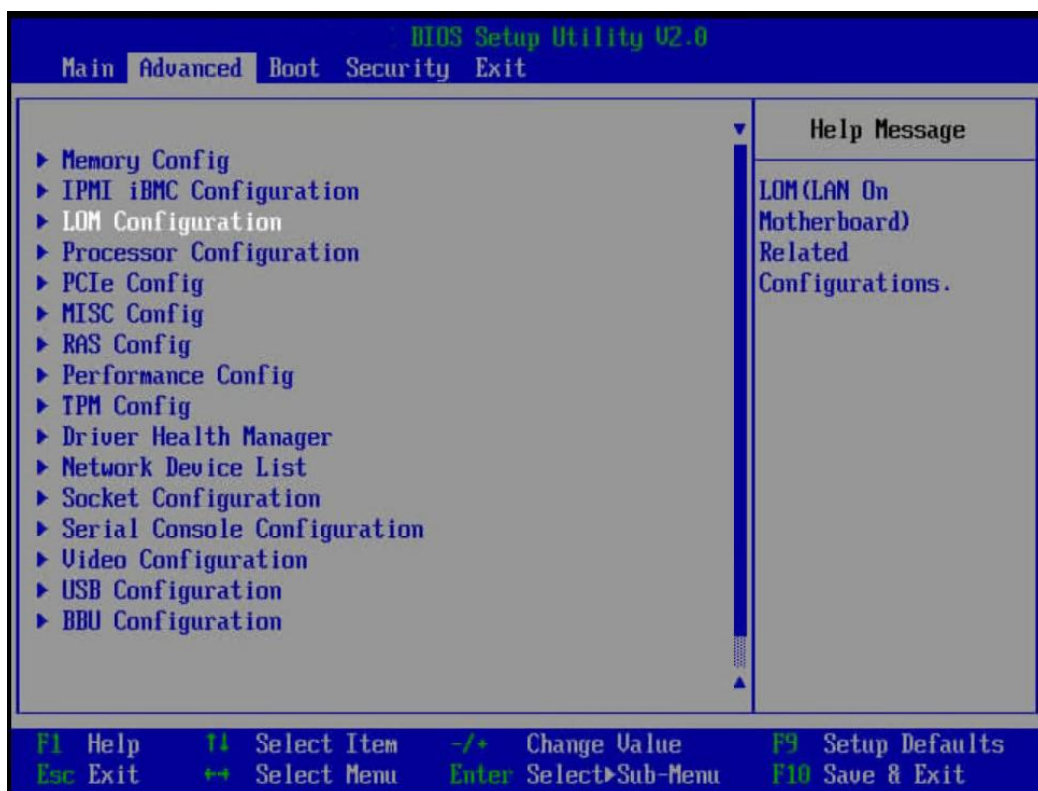 BIOS Setup Utility V2.0
Main Advanced Boot Security Exit
Help Message
▶ Memory Config
▶ IPMI iBMC Configuration
▶ LOM Configuration
▶ Processor Configuration
▶ PCIe Config
▶ MISC Config
▶ RAS Config
▶ Performance Config
▶ TPM Config
▶ Driver Health Manager
▶ Network Device List
▶ Socket Configuration
▶ Serial Console Configuration
▶ Video Configuration
▶ USB Configuration
▶ BBU Configuration
LOM(LAN On
Motherboard)
Related
Configurations.
F1 Help ↑↓ Select Item -/+ Change Value F9 Setup Defaults
Esc Exit ←→ Select Menu Enter Select▶Sub-Menu F10 Save & Exit